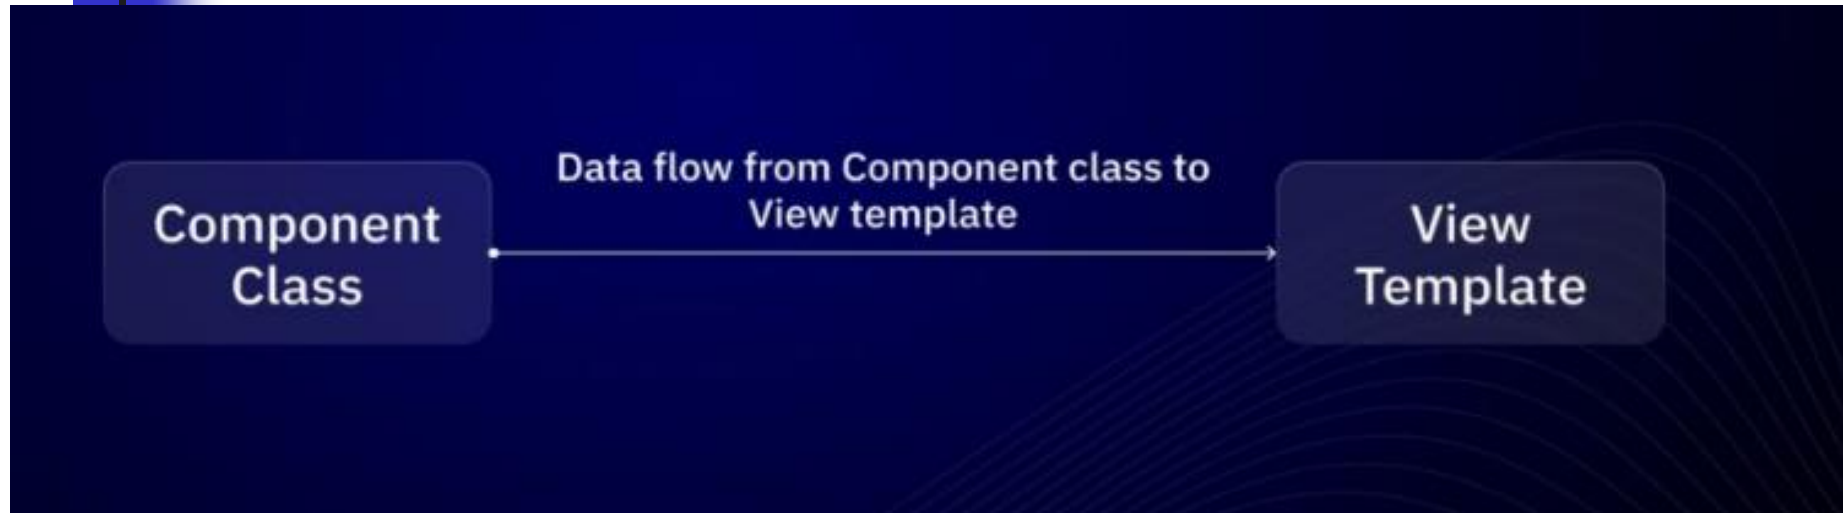 Component
Class
Data flow from Component class to
View template
View
Template